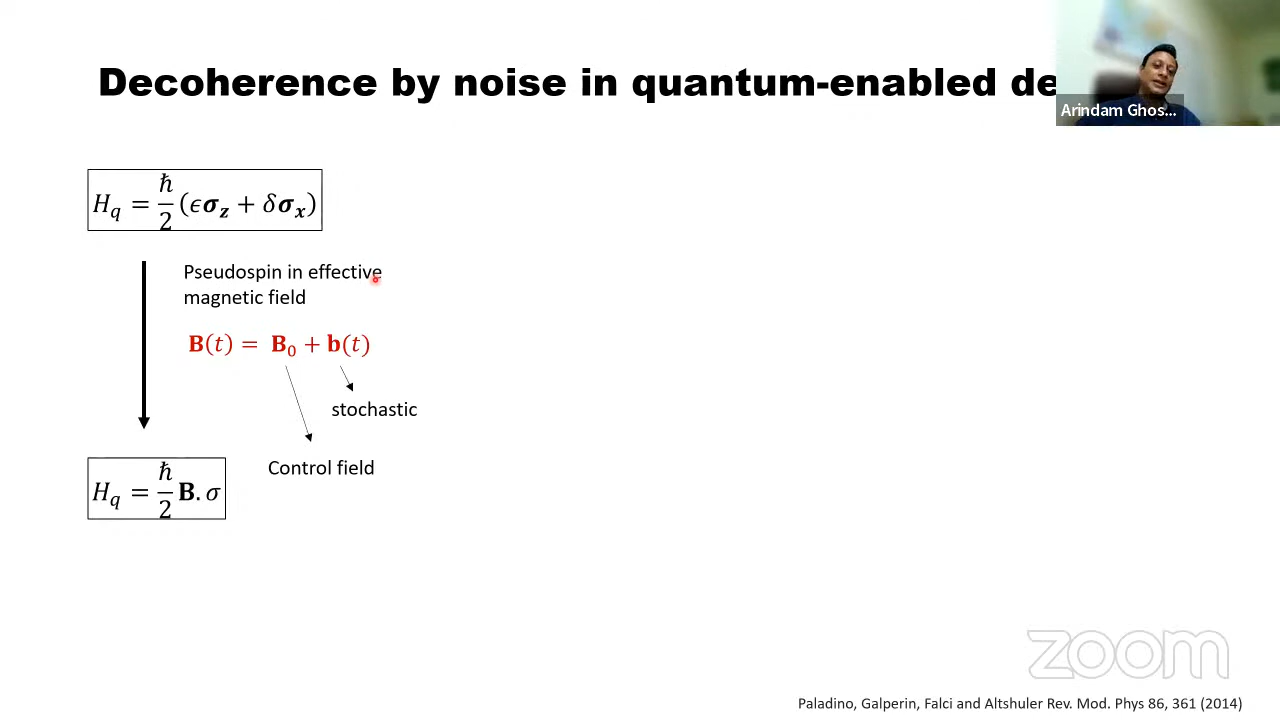 Decoherence by noise in quantum-enabled de
Arindam Ghos...
H_q = ℏ/2 (ϵσ_z + δσ_x)
Pseudospin in effective
magnetic field
B(t) = B_0 + b(t)
stochastic
Control field
H_q = ℏ/2 B. σ
zoom
Paladino, Galperin, Falci and Altshuler Rev. Mod. Phys 86, 361 (2014)